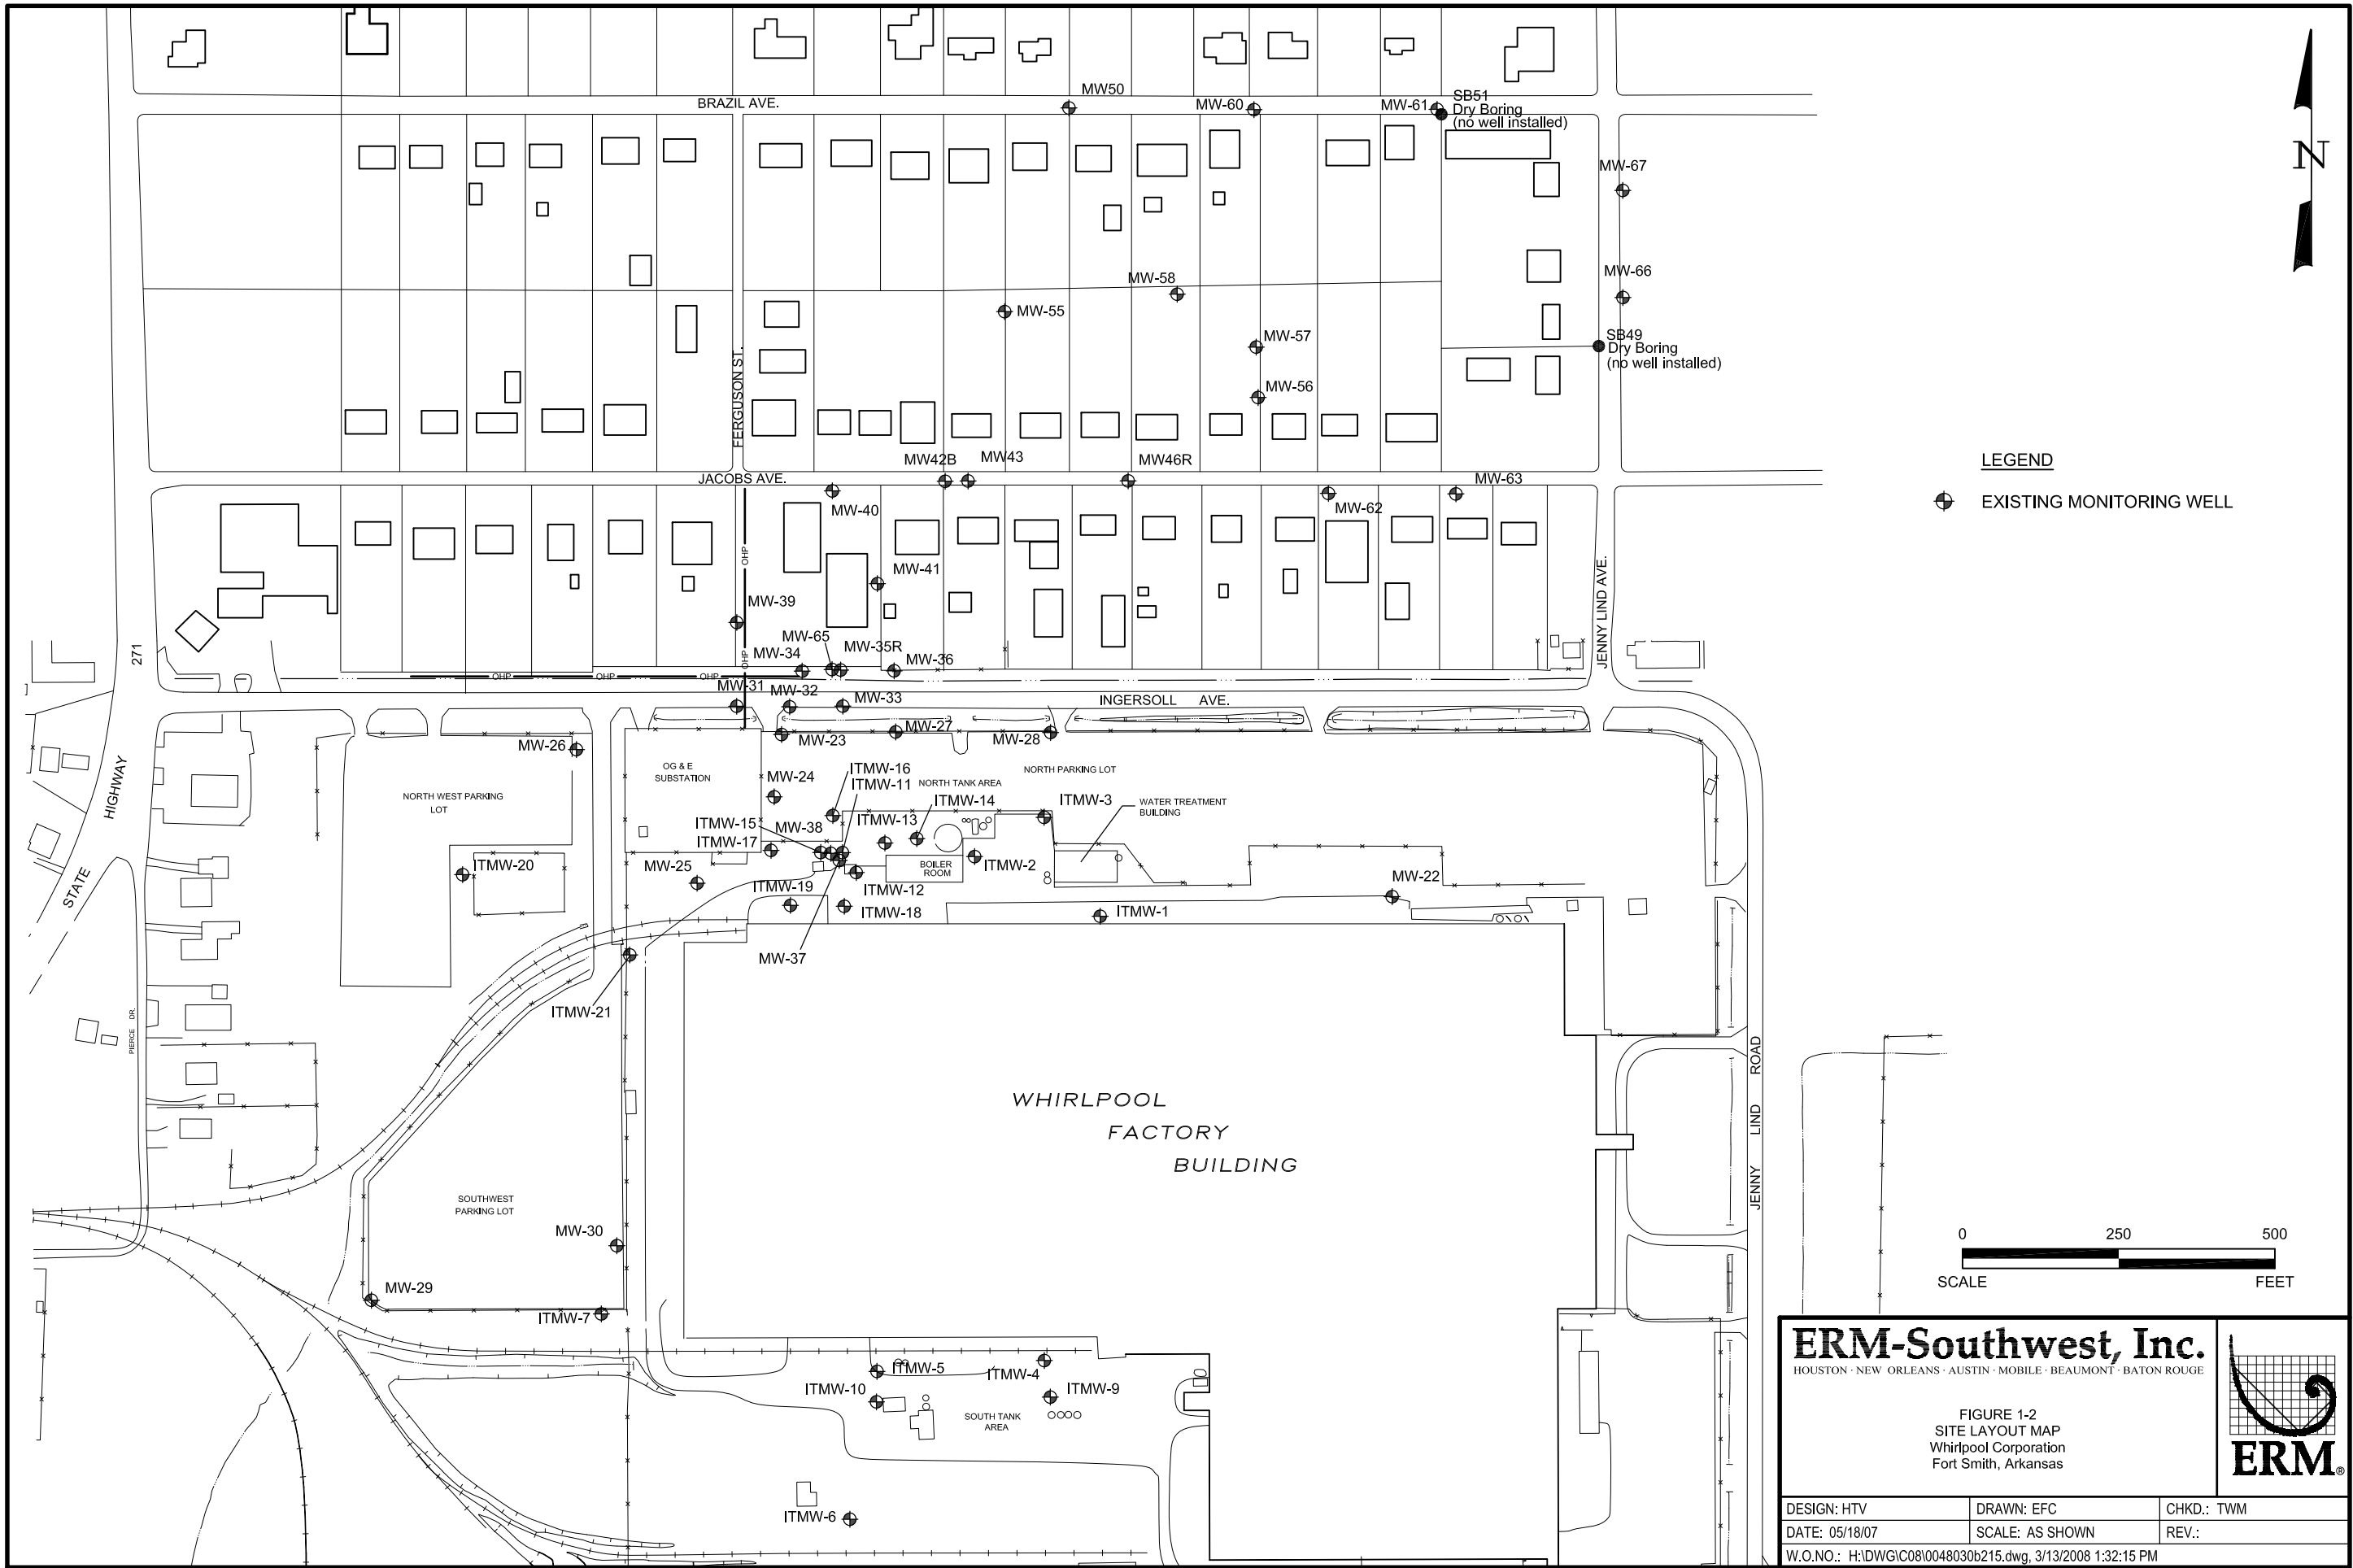 BRAZIL AVE.
MW50
MW-60
MW-61
SB51
Dry Boring
(no well installed)
MW-67
N
MW-58
MW-66
MW-55
MW-57
SB49
Dry Boring
(no well installed)
MW-56
FERGUSON ST.
MW42B
MW43
MW46R
JACOBS AVE.
MW-40
MW-62
MW-63
LEGEND
EXISTING MONITORING WELL
OHP
MW-41
MW-39
JENNY LIND AVE.
MW-65
MW-35R
MW-34
MW-36
OHP
271
OHP
OHP
OHP
MW-31
MW-32
MW-33
INGERSOLL AVE.
MW-26
MW-23
MW-27
MW-28
OG & E
SUBSTATION
MW-24
ITMW-16
ITMW-11
NORTH TANK AREA
NORTH PARKING LOT
STATE HIGHWAY
NORTH WEST PARKING
LOT
ITMW-14
ITMW-3
WATER TREATMENT
BUILDING
ITMW-15
MW-38
ITMW-13
ITMW-17
MW-25
ITMW-20
BOILER
ROOM
ITMW-2
ITMW-19
ITMW-12
MW-22
ITMW-18
ITMW-1
MW-37
ITMW-21
PIERCE DR.
WHIRLPOOL
FACTORY
BUILDING
JENNY LIND ROAD
SOUTHWEST
PARKING LOT
MW-30
MW-29
ITMW-7
0 250 500
SCALE FEET
ITMW-5
ITMW-4
ITMW-10
ITMW-9
SOUTH TANK
AREA
ITMW-6
ERM-Southwest, Inc.
HOUSTON · NEW ORLEANS · AUSTIN · MOBILE · BEAUMONT · BATON ROUGE
FIGURE 1-2
SITE LAYOUT MAP
Whirlpool Corporation
Fort Smith, Arkansas
ERM®
DESIGN: HTV
DRAWN: EFC
CHKD.: TWM
DATE: 05/18/07
SCALE: AS SHOWN
REV.:
W.O.NO.: H:\DWG\C08\0048030b215.dwg, 3/13/2008 1:32:15 PM